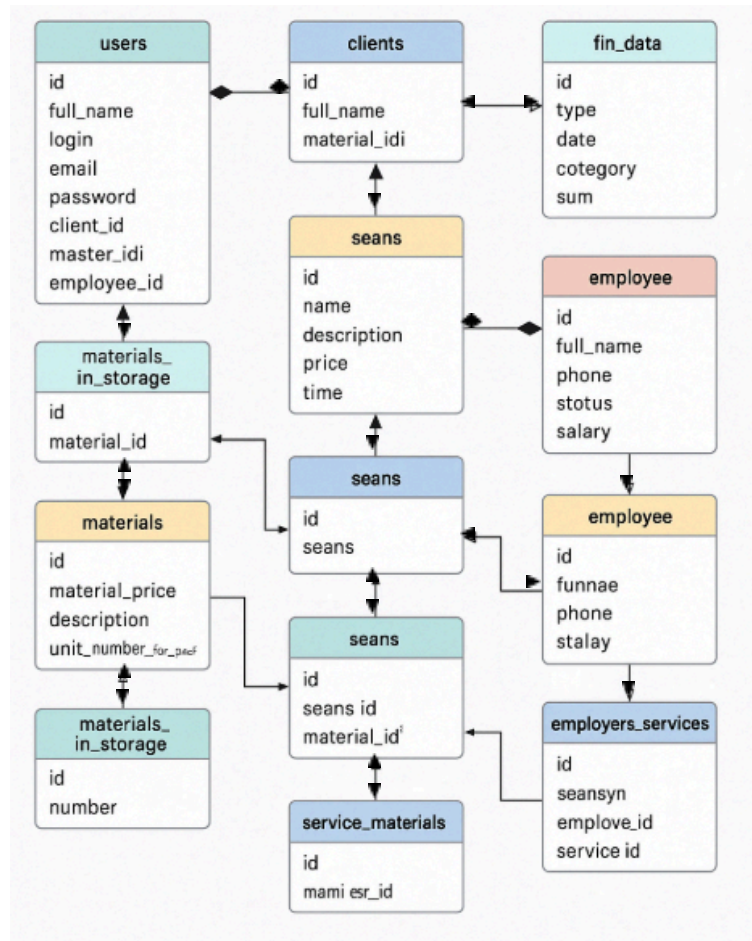 users
id
full_name
login
email
password
client_id
master_idi
employee_id
clients
id
full_name
material_idi
fin_data
id
type
date
cotegory
sum
seans
id
name
description
price
time
employee
id
full_name
phone
stotus
salary
materials_
in_storage
id
material_id
seans
id
seans
employee
id
funnae
phone
stalay
materials
id
material_price
description
unit_number_for_
seans
id
seans id
material_id
employers_services
id
seansyn
emplove_id
service id
materials_
in_storage
id
number
service_materials
id
mami esr_id